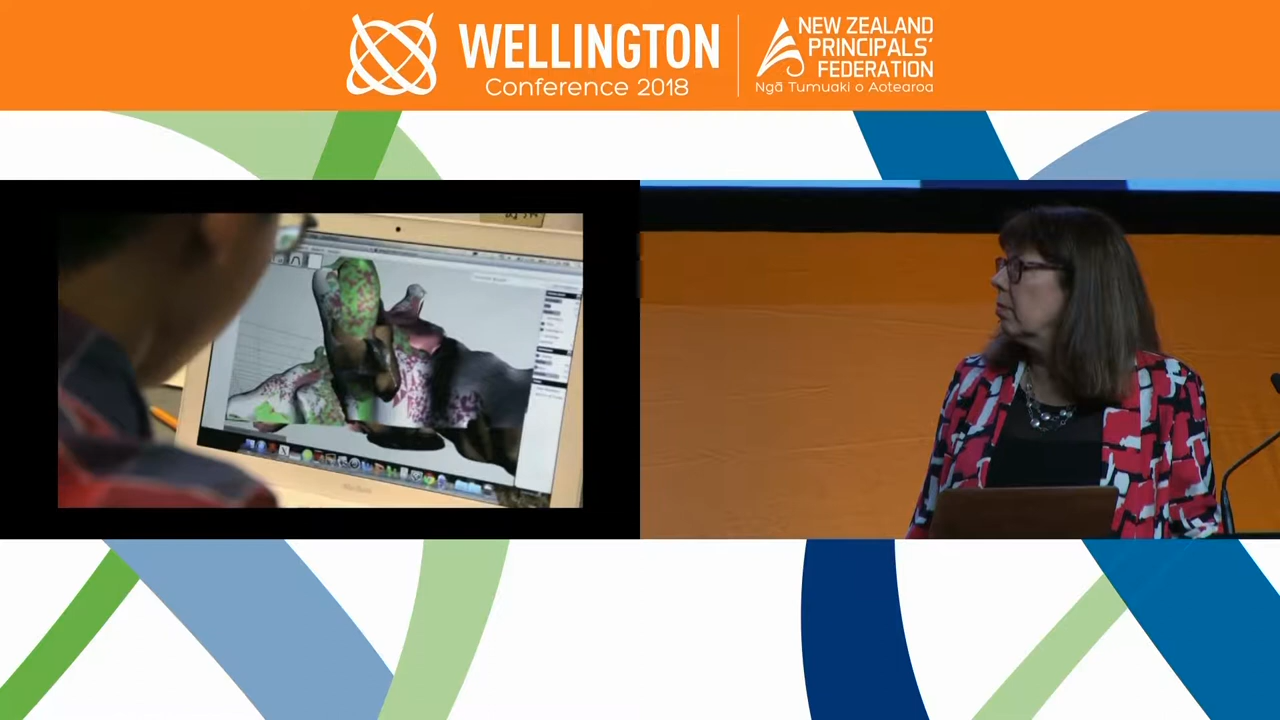 WELLINGTON
Conference 2018
NEW ZEALAND
PRINCIPALS'
FEDERATION
Ngā Tumuaki o Aotearoa